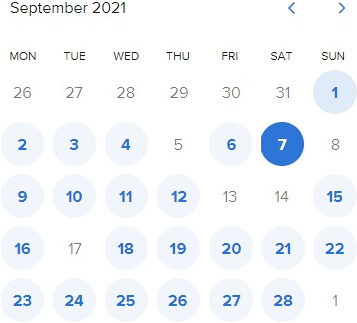 September 2021
MON TUE WED THU FRI SAT SUN
26 27 28 29 30 31 1
2 3 4 5 6 7 8
9 10 11 12 13 14 15
16 17 18 19 20 21 22
23 24 25 26 27 28 1